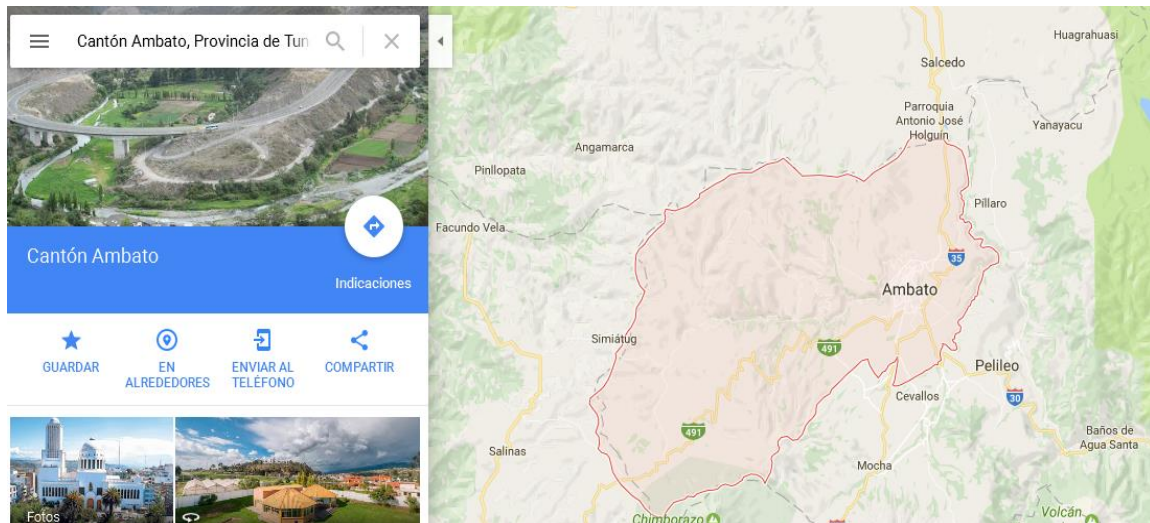 Cantón Ambato, Provincia de Tun
Cantón Ambato
Indicaciones
GUARDAR
EN
ALREDEDORES
ENVIAR AL
TELÉFONO
COMPARTIR
Fotos
Huagrahuasi
Salcedo
Parroquia
Antonio José
Holguín
Yanayacu
Angamarca
Pinllopata
Píllaro
Facundo Vela
35
Ambato
Simiátug
491
Pelileo
30
Cevallos
491
Baños de
Agua Santa
Salinas
Mocha
Chimborazo
Volcán